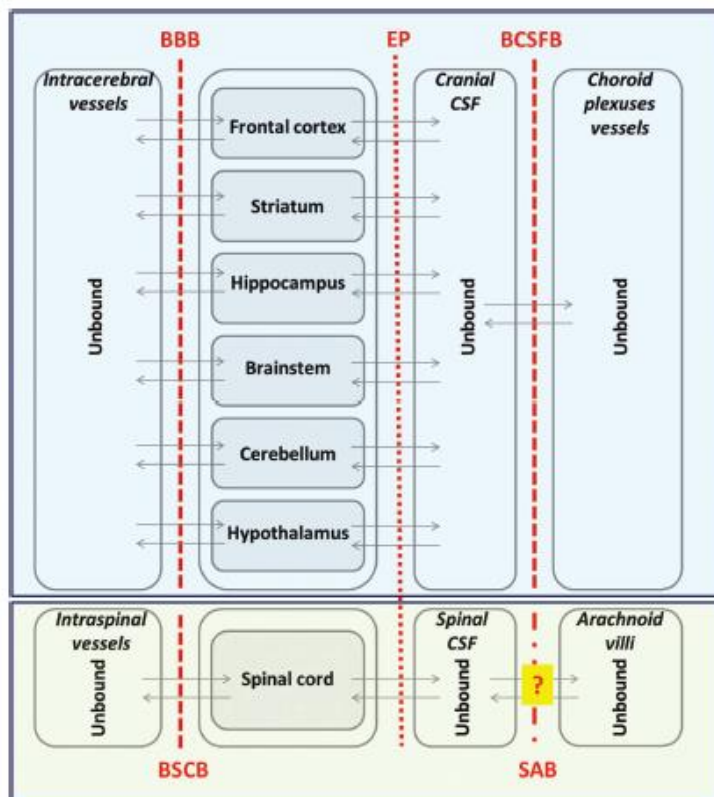 BBB EP BCSFB
Intracerebral
vessels
Cranial
CSF
Choroid
plexuses
vessels
Frontal cortex
Striatum
Hippocampus
Unbound
Unbound
Unbound
Brainstem
Cerebellum
Hypothalamus
Intraspinal
vessels
Spinal
CSF
Arachnoid
villi
Unbound
Spinal cord
Unbound
?
Unbound
BSCB SAB